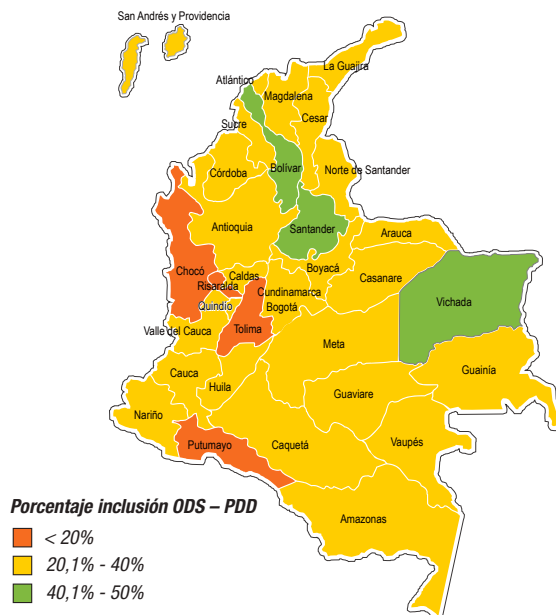 San Andrés y Providencia
La Guajira
Atlántico
Magdalena
Cesar
Sucre
Bolívar
Norte de Santander
Córdoba
Antioquia
Santander
Arauca
Boyacá
Chocó
Caldas
Casanare
Risaralda
Cundinamarca
Quindío
Bogotá
Vichada
Valle del Cauca
Tolima
Meta
Cauca
Huila
Guainía
Guaviare
Nariño
Putumayo
Caquetá
Vaupés
Amazonas
Porcentaje inclusión ODS – PDD
< 20%
20,1% - 40%
40,1% - 50%